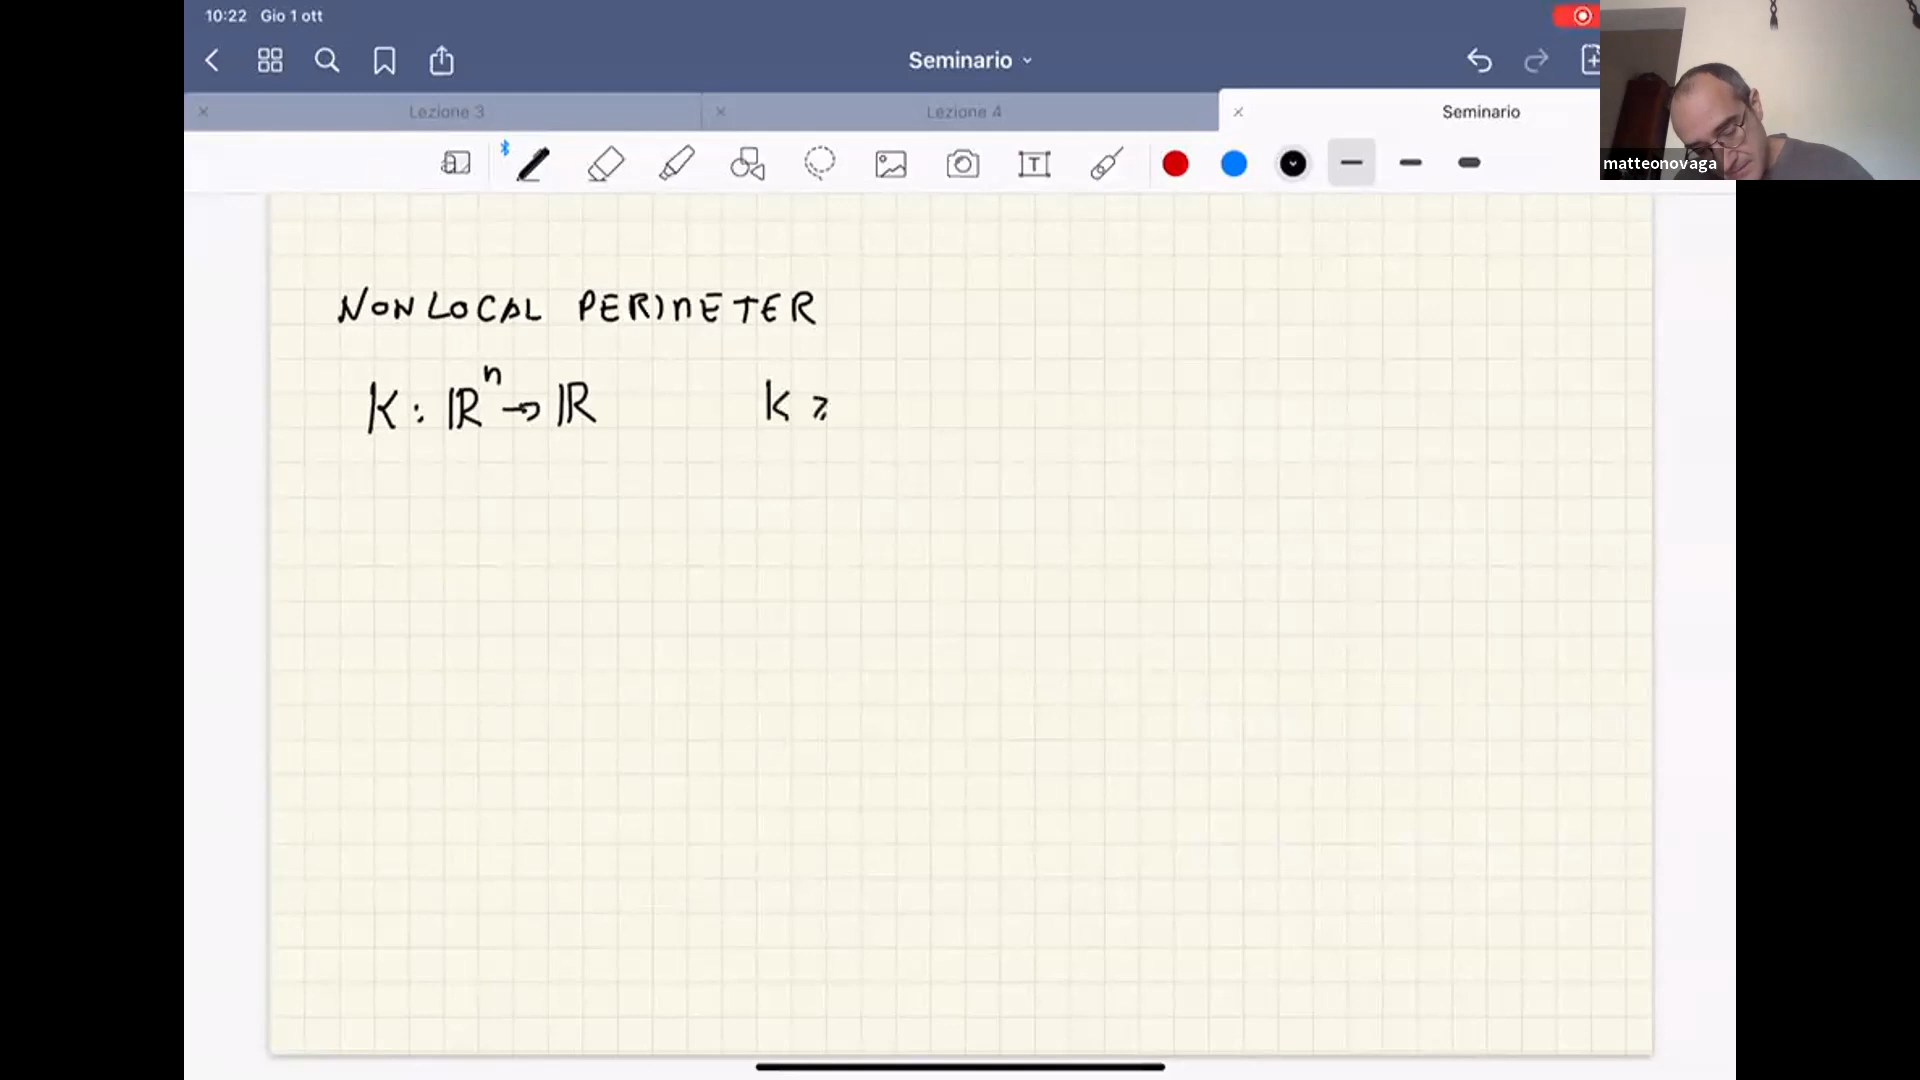 10:22 Gio 1 ott
Seminario
Lezione 3
Lezione 4
Seminario
T
matteonovaga
NONLOCAL PERIMETER
K : ℝⁿ → ℝ K ≥